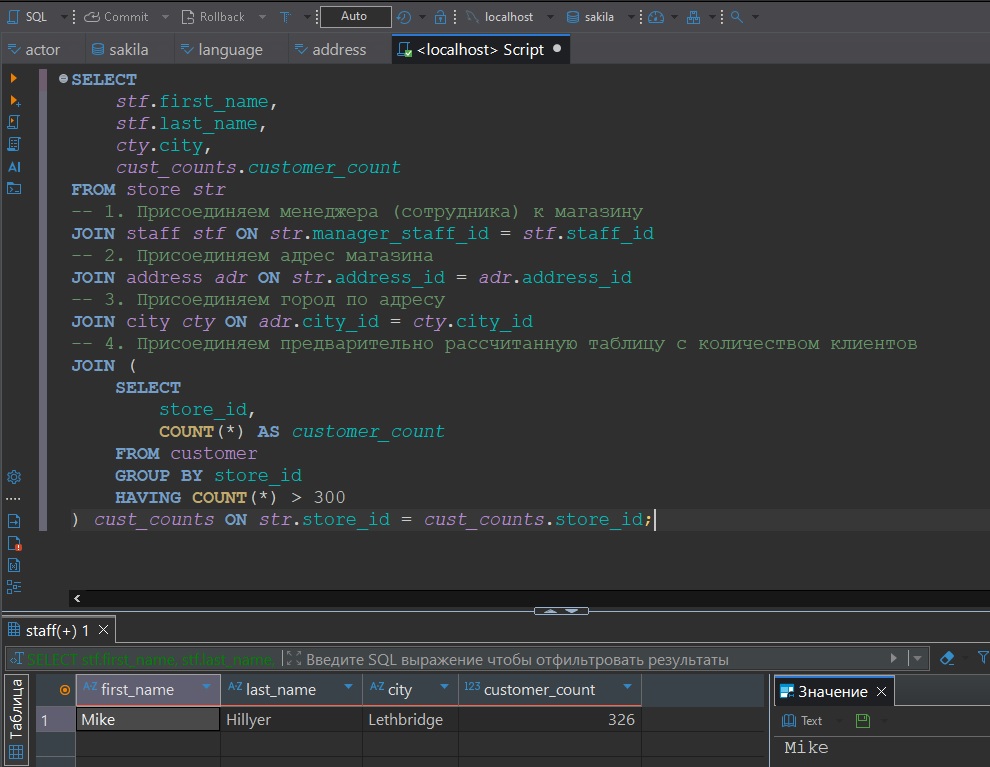 SQL Commit Rollback T Auto localhost sakila
actor sakila language address <localhost> Script
SELECT
stf.first_name,
stf.last_name,
cty.city,
cust_counts.customer_count
FROM store str
-- 1. Присоединяем менеджера (сотрудника) к магазину
JOIN staff stf ON str.manager_staff_id = stf.staff_id
-- 2. Присоединяем адрес магазина
JOIN address adr ON str.address_id = adr.address_id
-- 3. Присоединяем город по адресу
JOIN city cty ON adr.city_id = cty.city_id
-- 4. Присоединяем предварительно рассчитанную таблицу с количеством клиентов
JOIN (
SELECT
store_id,
COUNT(*) AS customer_count
FROM customer
GROUP BY store_id
HAVING COUNT(*) > 300
) cust_counts ON str.store_id = cust_counts.store_id;
AI
staff(+) 1
SELECT stf.first_name, stf.last_name, Введите SQL выражение чтобы отфильтровать результаты
Таблица
A-Z first_name A-Z last_name A-Z city 123 customer_count
1 Mike Hillyer Lethbridge 326
Значение
Text
Mike